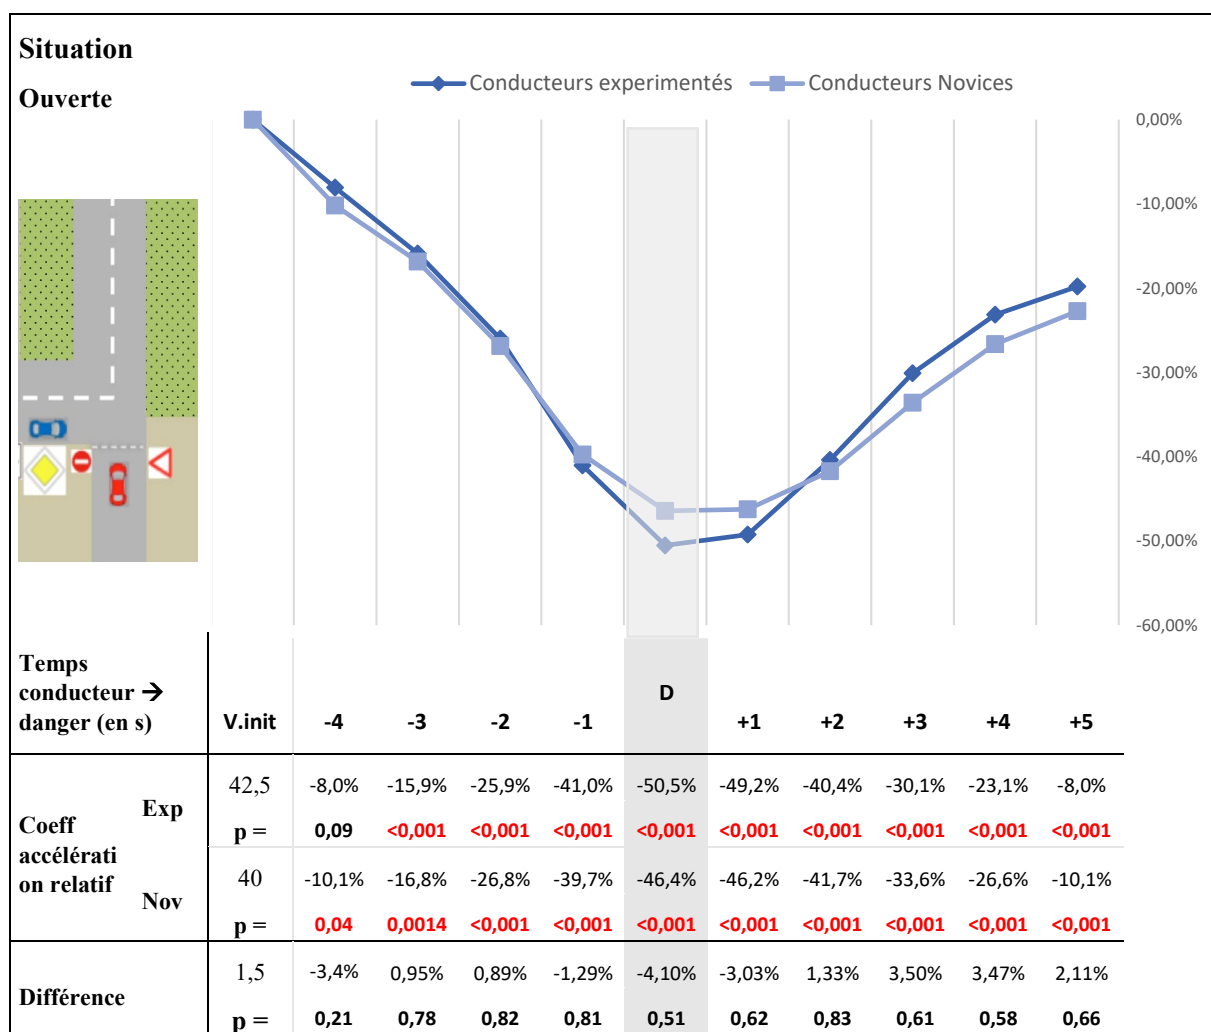 Situation
Ouverte
Conducteurs experimentés
Conducteurs Novices
0,00%
-10,00%
-20,00%
-30,00%
-40,00%
-50,00%
-60,00%
Temps
conducteur →
danger (en s)
V.init -4 -3 -2 -1 D +1 +2 +3 +4 +5
Coeff
accélérati
on relatif
Exp
42,5 -8,0% -15,9% -25,9% -41,0% -50,5% -49,2% -40,4% -30,1% -23,1% -8,0%
p = 0,09 <0,001 <0,001 <0,001 <0,001 <0,001 <0,001 <0,001 <0,001 <0,001
Nov
40 -10,1% -16,8% -26,8% -39,7% -46,4% -46,2% -41,7% -33,6% -26,6% -10,1%
p = 0,04 0,0014 <0,001 <0,001 <0,001 <0,001 <0,001 <0,001 <0,001 <0,001
Différence
1,5 -3,4% 0,95% 0,89% -1,29% -4,10% -3,03% 1,33% 3,50% 3,47% 2,11%
p = 0,21 0,78 0,82 0,81 0,51 0,62 0,83 0,61 0,58 0,66